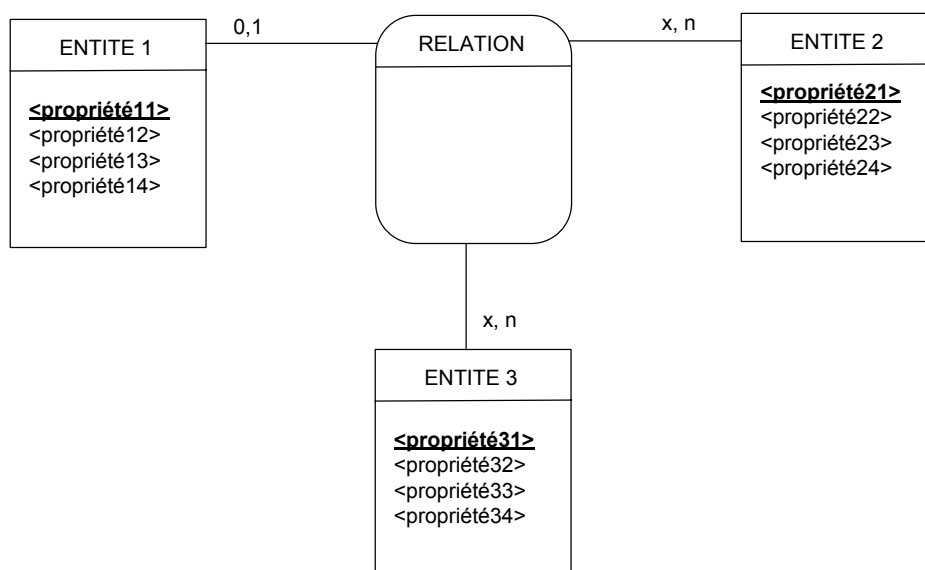 ENTITE 1
<propriété11>
<propriété12>
<propriété13>
<propriété14>
0,1
RELATION
x, n
ENTITE 2
<propriété21>
<propriété22>
<propriété23>
<propriété24>
x, n
ENTITE 3
<propriété31>
<propriété32>
<propriété33>
<propriété34>